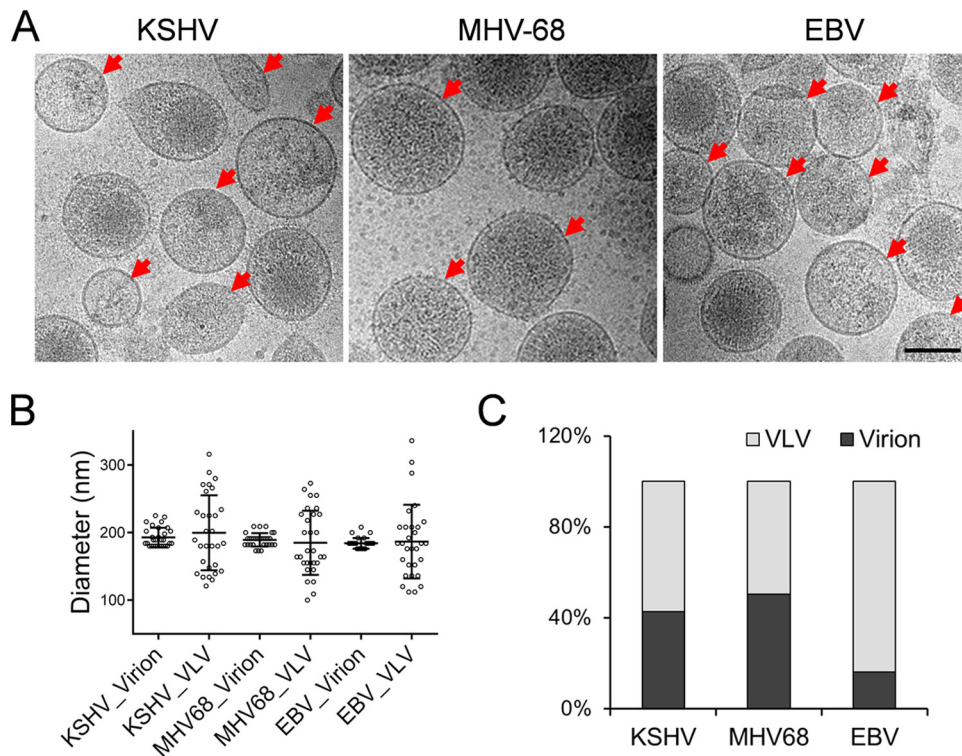 A
KSHV
MHV-68
EBV
B
Diameter (nm)
300
200
100
KSHV_Virion
KSHV_VLV
MHV68_Virion
MHV68_VLV
EBV_Virion
EBV_VLV
C
VLV
Virion
120%
80%
40%
0%
KSHV
MHV68
EBV